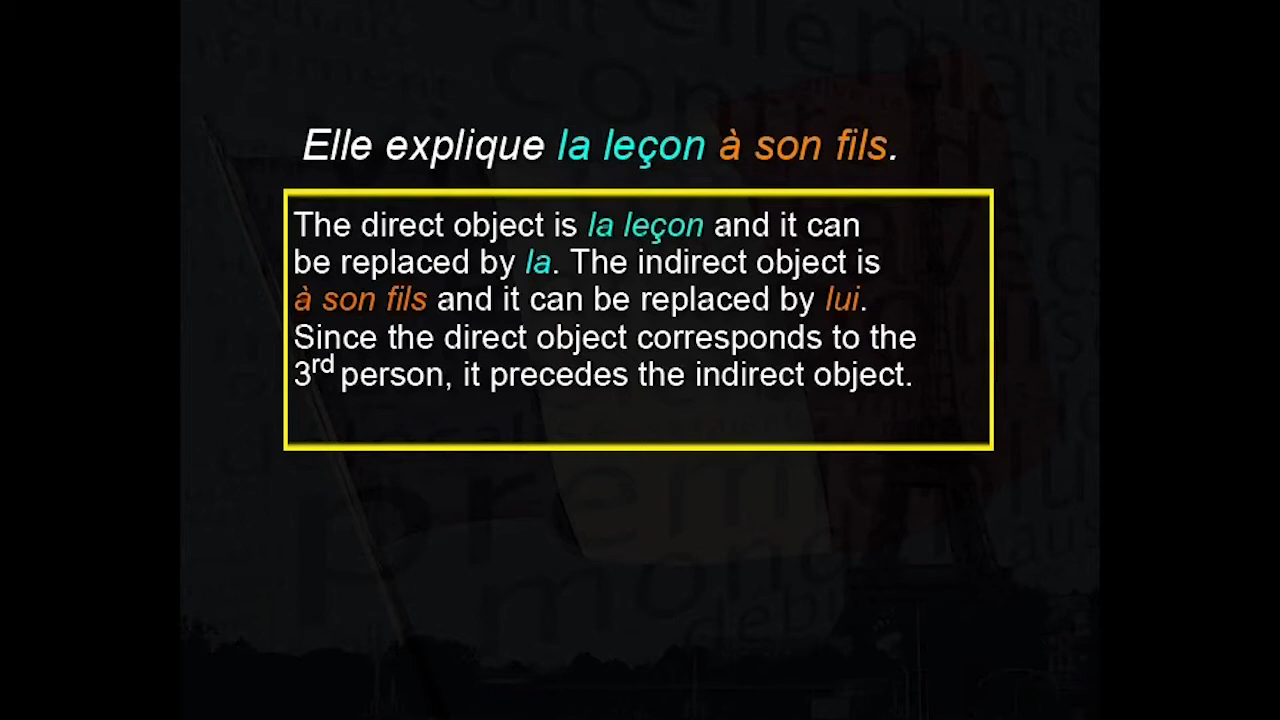 Elle explique la leçon à son fils.
The direct object is la leçon and it can
be replaced by la. The indirect object is
à son fils and it can be replaced by lui.
Since the direct object corresponds to the
3rd person, it precedes the indirect object.